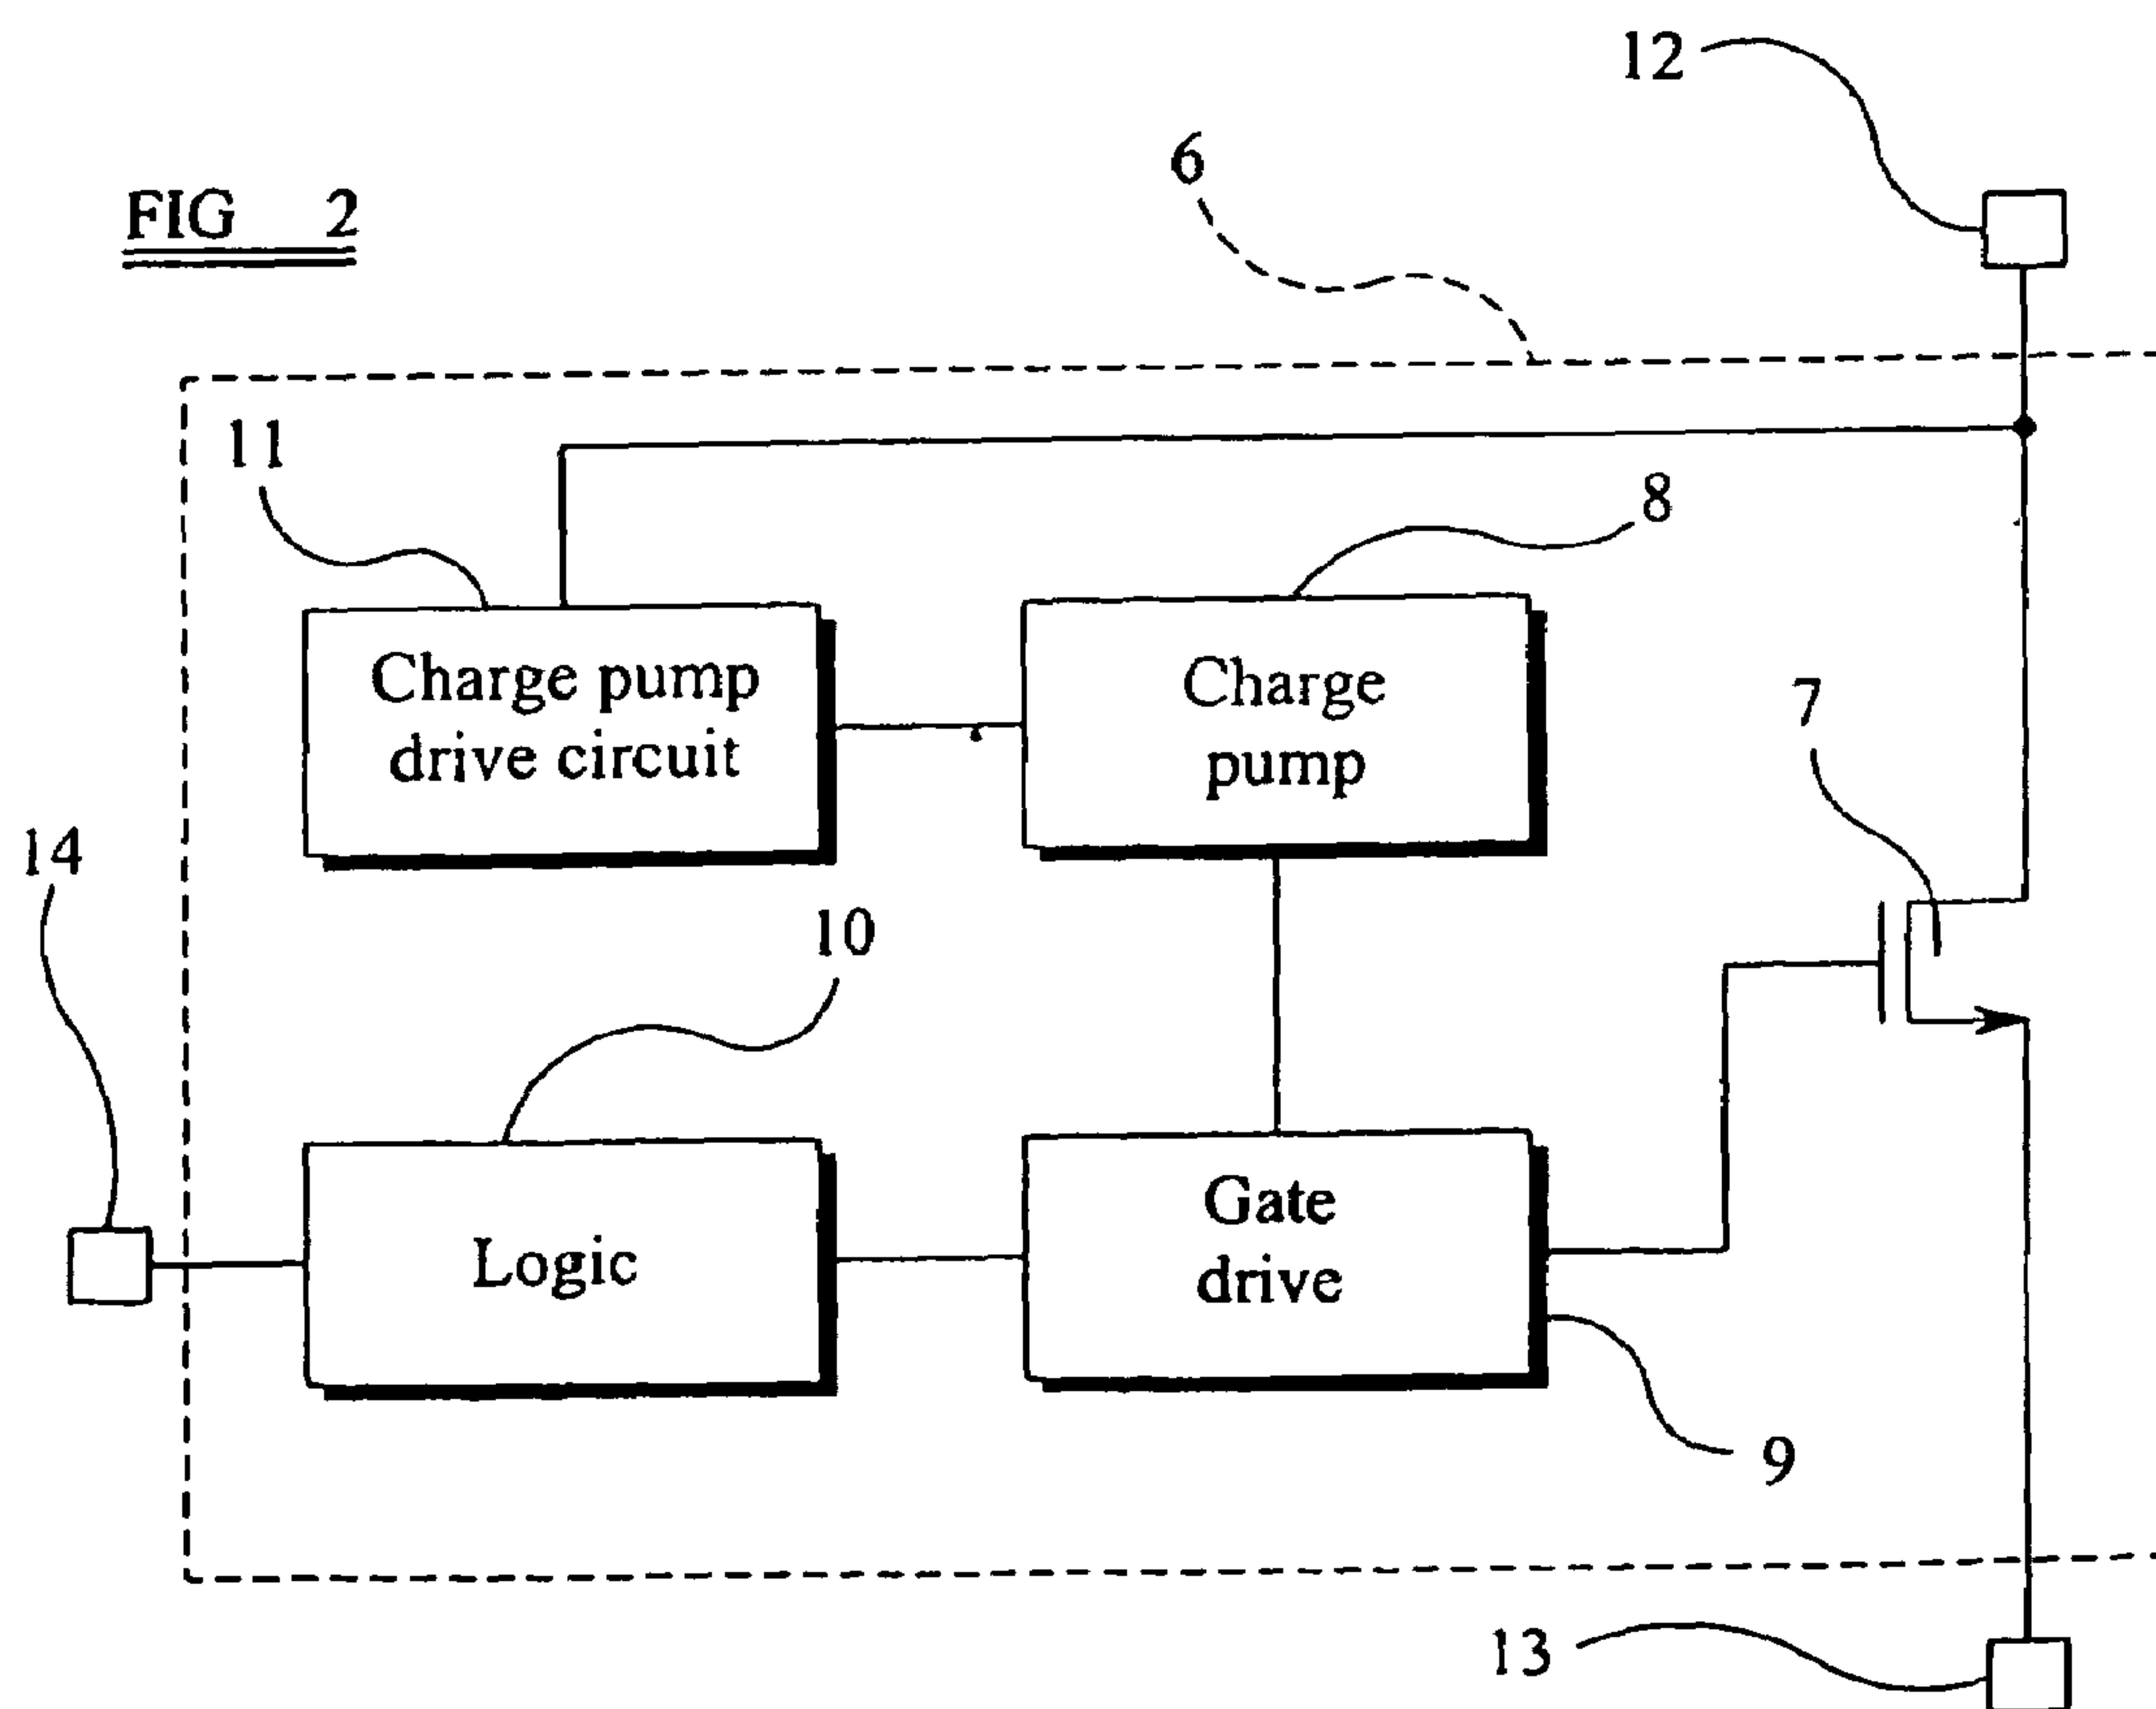 12
6
FIG 2
11
8
Charge pump
drive circuit
Charge
pump
7
14
10
Logic
Gate
drive
9
13